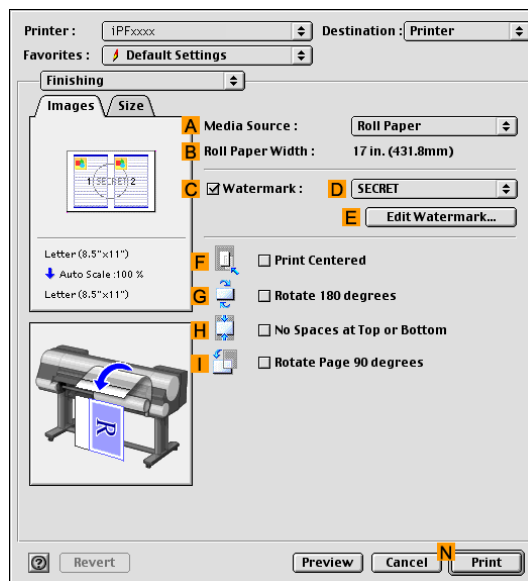 Printer : iPFxxxx Destination : Printer
Favorites : Default Settings
Finishing
Images Size
A Media Source : Roll Paper
B Roll Paper Width : 17 in. (431.8mm)
1 SECRET 2
C Watermark : D SECRET
E Edit Watermark...
Letter (8.5"x11")
Auto Scale :100 %
Letter (8.5"x11")
F Print Centered
G Rotate 180 degrees
H No Spaces at Top or Bottom
I Rotate Page 90 degrees
R
? Revert Preview Cancel N Print